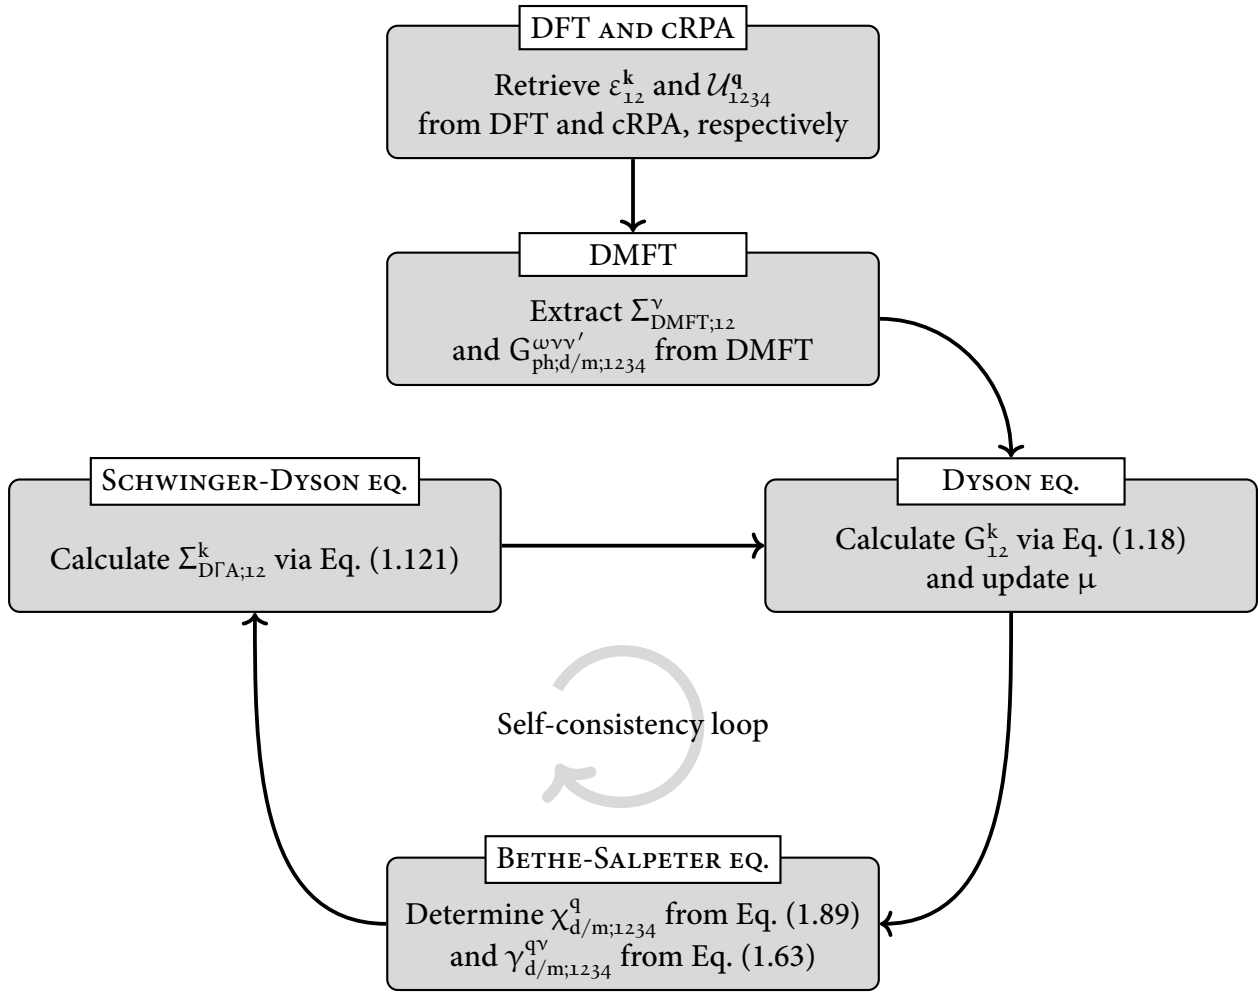 DFT AND CRPA
Retrieve ε^k_12 and 𝒰^q_1234
from DFT and cRPA, respectively
DMFT
Extract Σ^ν_DMFT;12
and G^ωνν′_ph;d/m;1234 from DMFT
SCHWINGER-DYSON EQ.
Calculate Σ^k_DΓA;12 via Eq. (1.121)
DYSON EQ.
Calculate G^k_12 via Eq. (1.18)
and update μ
Self-consistency loop
BETHE-SALPETER EQ.
Determine χ^q_d/m;1234 from Eq. (1.89)
and γ^qν_d/m;1234 from Eq. (1.63)